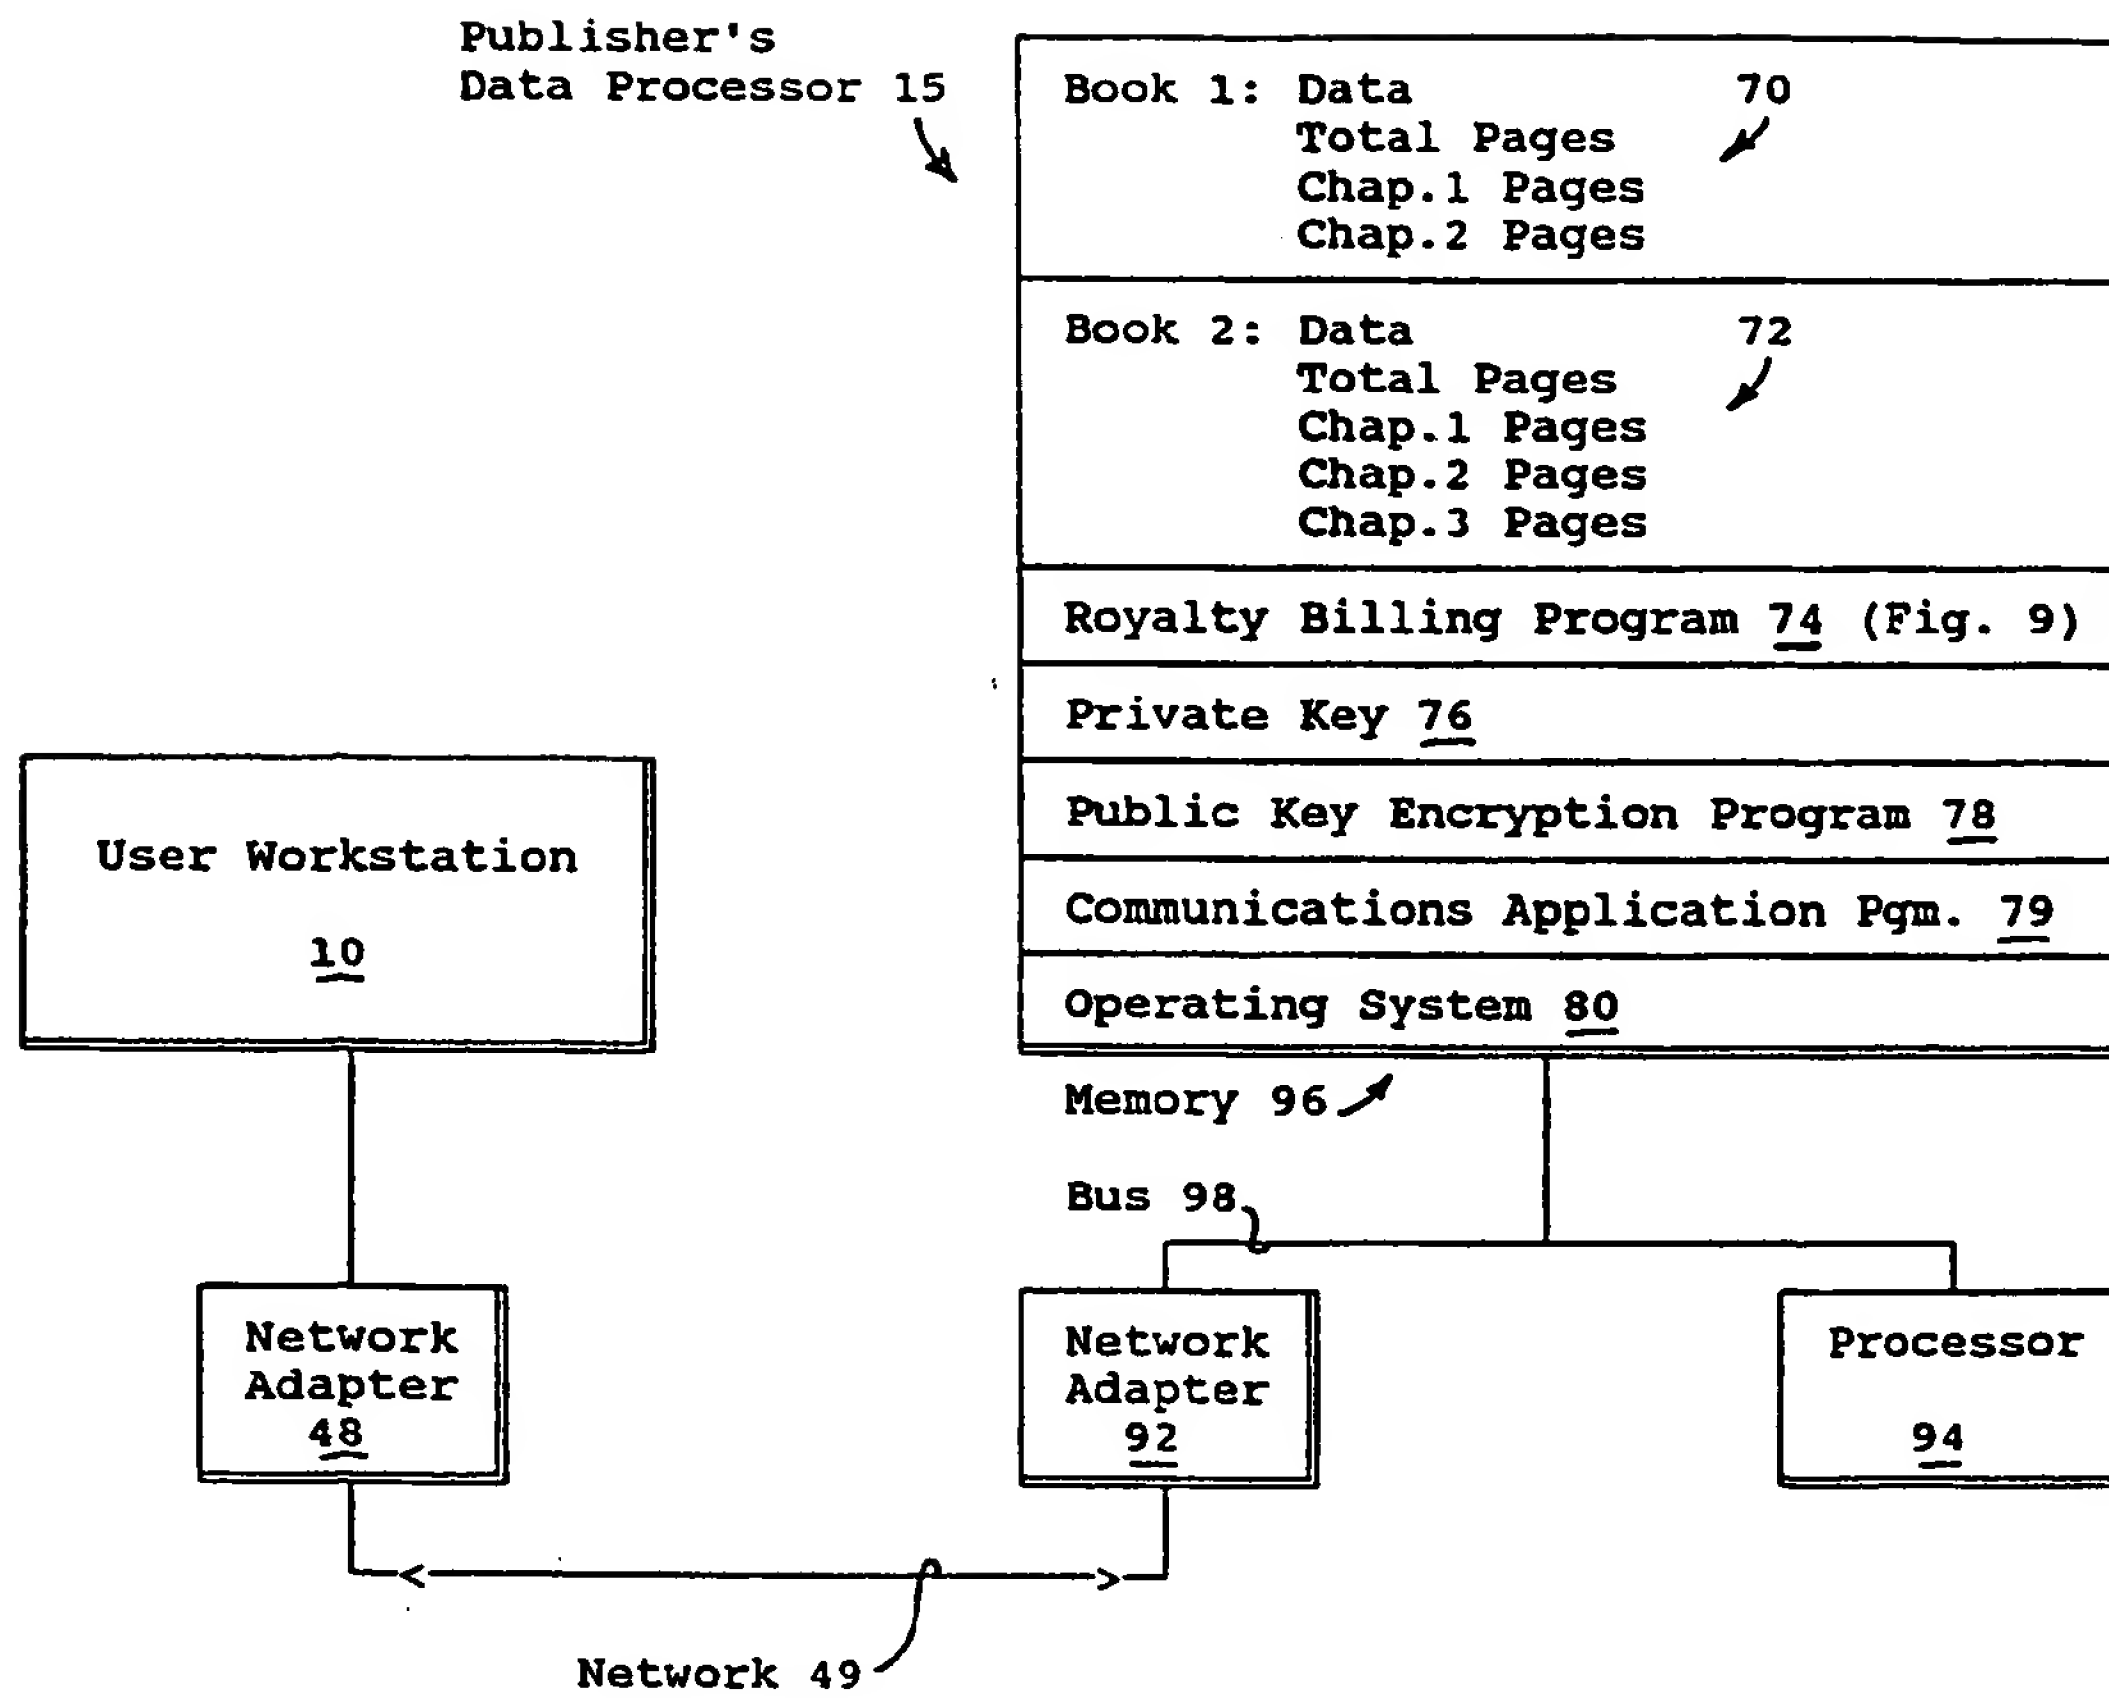 Publisher's
Data Processor 15
Book 1: Data 70
Total Pages
Chap.1 Pages
Chap.2 Pages
Book 2: Data 72
Total Pages
Chap.1 Pages
Chap.2 Pages
Chap.3 Pages
Royalty Billing Program 74 (Fig. 9)
Private Key 76
Public Key Encryption Program 78
Communications Application Pgm. 79
Operating System 80
Memory 96
Bus 98
User Workstation
10
Network
Adapter
48
Network
Adapter
92
Processor
94
< >
Network 49